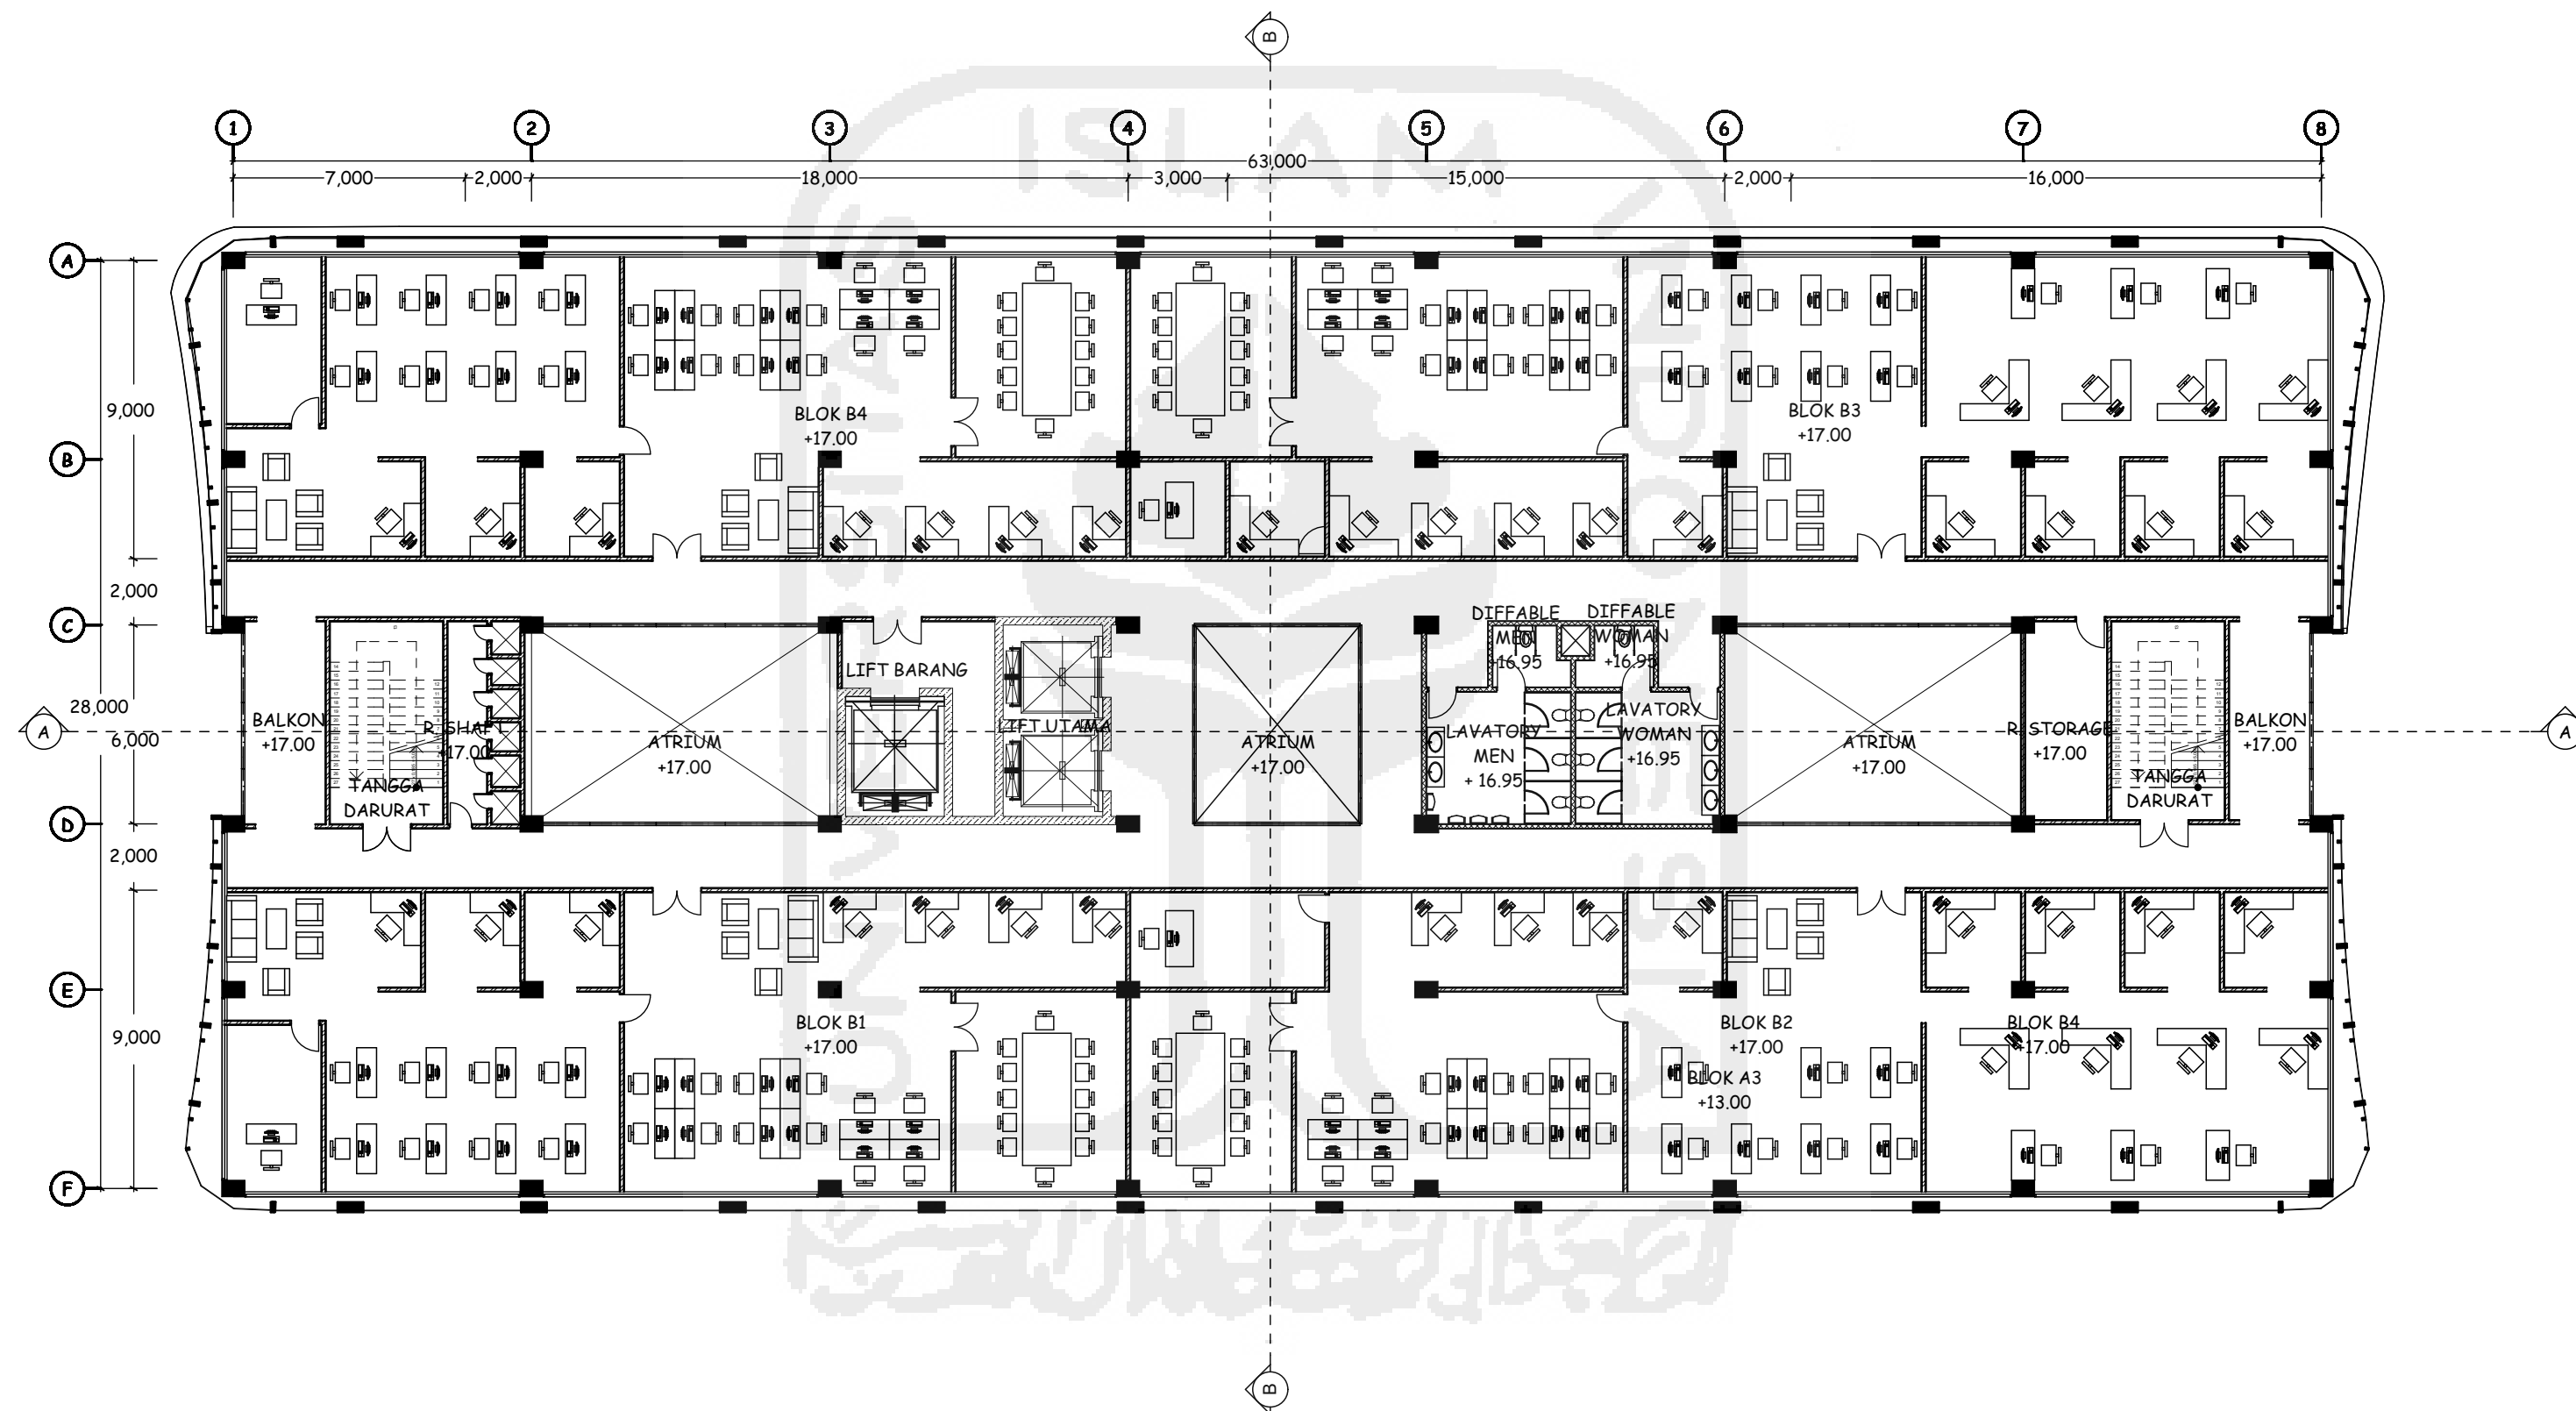 B
1 2 3 4 5 6 7 8
63,000
7,000 2,000 18,000 3,000 15,000 2,000 16,000
ISLAM
UNIVERSITAS
INDONESIA
A
B
C
D
E
F
9,000
2,000
28,000
6,000
2,000
9,000
BLOK B4
+17.00
BLOK B3
+17.00
A
BALKON
+17.00
TANGGA
DARURAT
R. SHAFT
+17.00
ATRIUM
+17.00
LIFT BARANG
LIFT UTAMA
ATRIUM
+17.00
DIFFABLE
MEN
+16.95
DIFFABLE
WOMAN
+16.95
LAVATORY
MEN
+ 16.95
LAVATORY
WOMAN
+16.95
ATRIUM
+17.00
R. STORAGE
+17.00
TANGGA
DARURAT
BALKON
+17.00
A
BLOK B1
+17.00
BLOK B2
+17.00
BLOK A3
+13.00
BLOK B4
+17.00
B